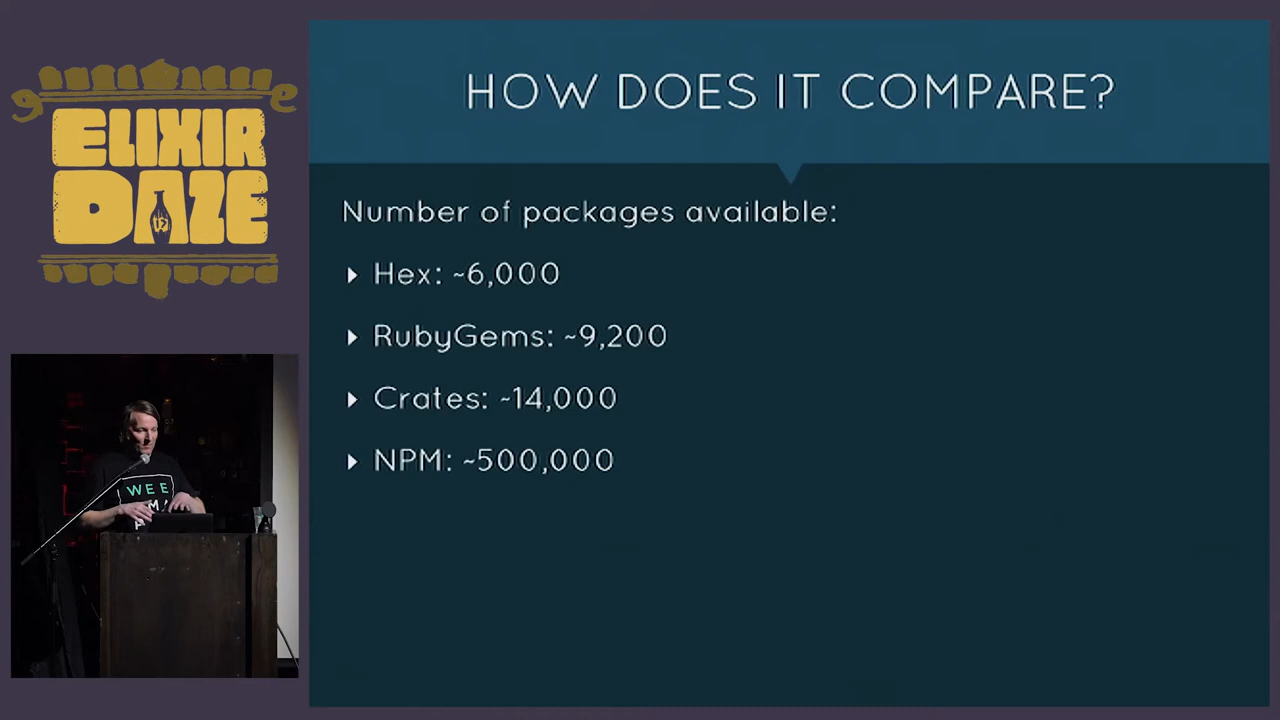 ELIXIR
DAZE
HOW DOES IT COMPARE?
Number of packages available:
Hex: ~6,000
RubyGems: ~9,200
Crates: ~14,000
NPM: ~500,000
WEE